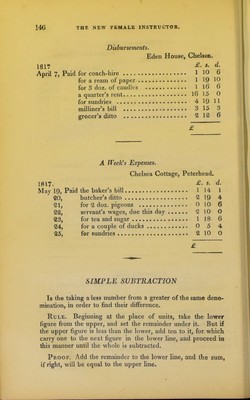 146 THE NEW FEMALE INSTRUCTOR.
Disbursements.
Eden House, Chelsea.
1817 £. s. d.
April 7, Paid for coach-hire .................. 1 10 6
for a ream of paper .............. 1 19 10
for 3 doz. of candles ............ 1 16 6
a quarter's rent .................. 16 15 0
for sundries ...................... 4 19 11
milliner's bill .................... 3 15 3
grocer's ditto .................... 2 12 6
£
A Week's Expenses.
Chelsea Cottage, Peterhead.
1817. £. s. d.
May 19, Paid the baker's bill .................. 1 14 1
20, butcher's ditto .................. 2 19 4
21, for 2 doz. pigeons .............. 0 10 6
22, servant's wages, due this day .... 2 10 0
23, for tea and sugar ................ 1 18 6
24, for a couple of ducks ............ 0 5 4
25, for sundries .................... 2 10 0
£
SIMPLE SUBTRACTION
Is the taking a less number from a greater of the same deno-
mination, in order to find their difference.
RULE. Beginning at the place of units, take the lower
figure from the upper, and set the remainder under it. But if
the upper figure is less than the lower, add ten to it, for which
carry one to the next figure in the lower line, and proceed in
this manner until the whole is subtracted.
PROOF. Add the remainder to the lower line, and the sum,
if right, will be equal to the upper line.